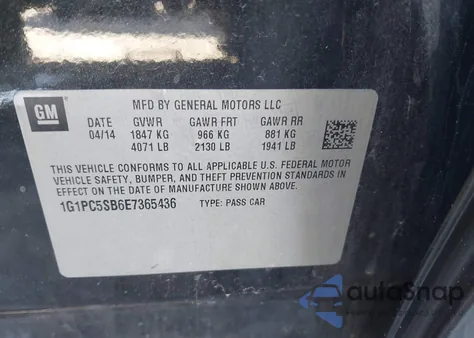 GM
MFD BY GENERAL MOTORS LLC
DATE GVWR GAWR FRT GAWR RR
04/14 1847 KG 966 KG 881 KG
4071 LB 2130 LB 1941 LB
THIS VEHICLE CONFORMS TO ALL APPLICABLE U.S. FEDERAL MOTOR
VEHICLE SAFETY, BUMPER, AND THEFT PREVENTION STANDARDS IN
EFFECT ON THE DATE OF MANUFACTURE SHOWN ABOVE.
1G1PC5SB6E7365436 TYPE: PASS CAR
autoSnap